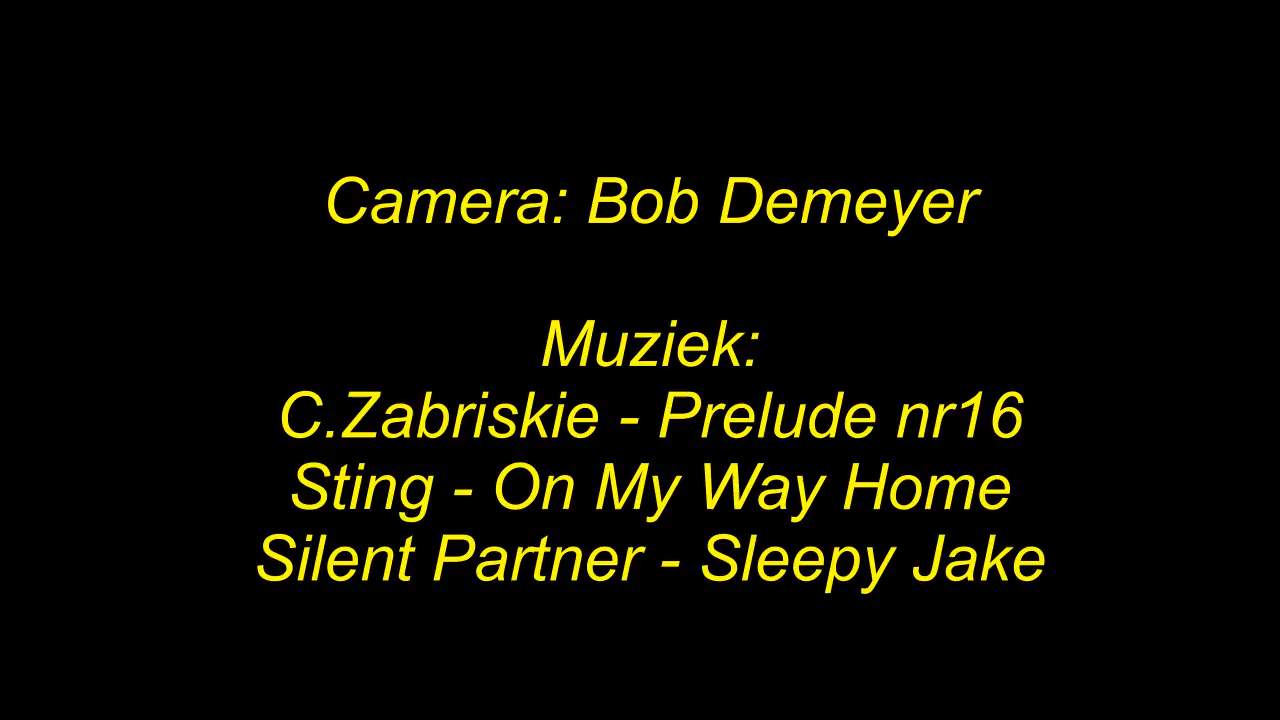 Camera: Bob Demeyer
Muziek:
C.Zabriskie - Prelude nr16
Sting - On My Way Home
Silent Partner - Sleepy Jake